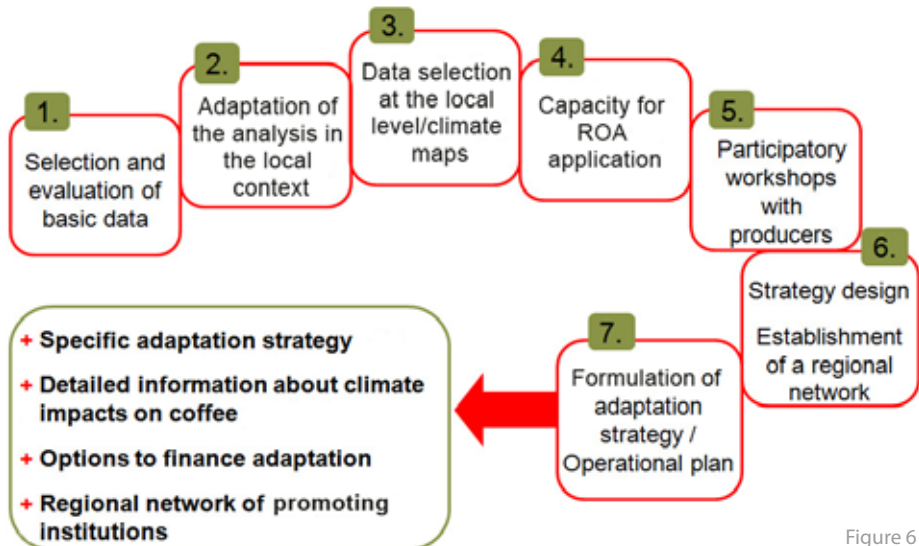 1.
Selection and
evaluation of
basic data
2.
Adaptation of
the analysis in
the local
context
3.
Data selection
at the local
level/climate
maps
4.
Capacity for
ROA
application
5.
Participatory
workshops
with
producers
6.
Strategy design
Establishment
of a regional
network
7.
Formulation of
adaptation
strategy /
Operational plan
+ Specific adaptation strategy
+ Detailed information about climate
impacts on coffee
+ Options to finance adaptation
+ Regional network of promoting
institutions
Figure 6